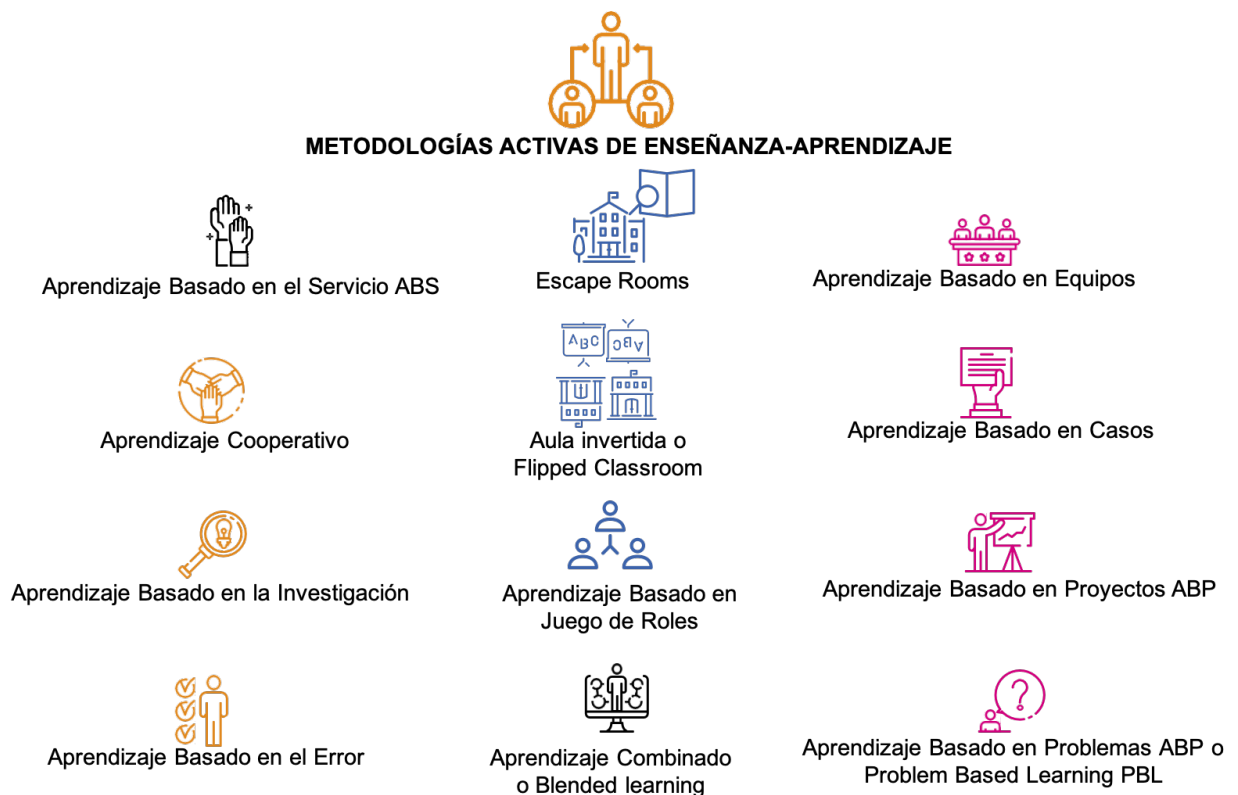 METODOLOGÍAS ACTIVAS DE ENSEÑANZA-APRENDIZAJE
Aprendizaje Basado en el Servicio ABS
Escape Rooms
Aprendizaje Basado en Equipos
ABC
ABC
Aprendizaje Cooperativo
Aula invertida o
Flipped Classroom
Aprendizaje Basado en Casos
Aprendizaje Basado en la Investigación
Aprendizaje Basado en
Juego de Roles
Aprendizaje Basado en Proyectos ABP
?
Aprendizaje Basado en el Error
Aprendizaje Combinado
o Blended learning
Aprendizaje Basado en Problemas ABP o
Problem Based Learning PBL